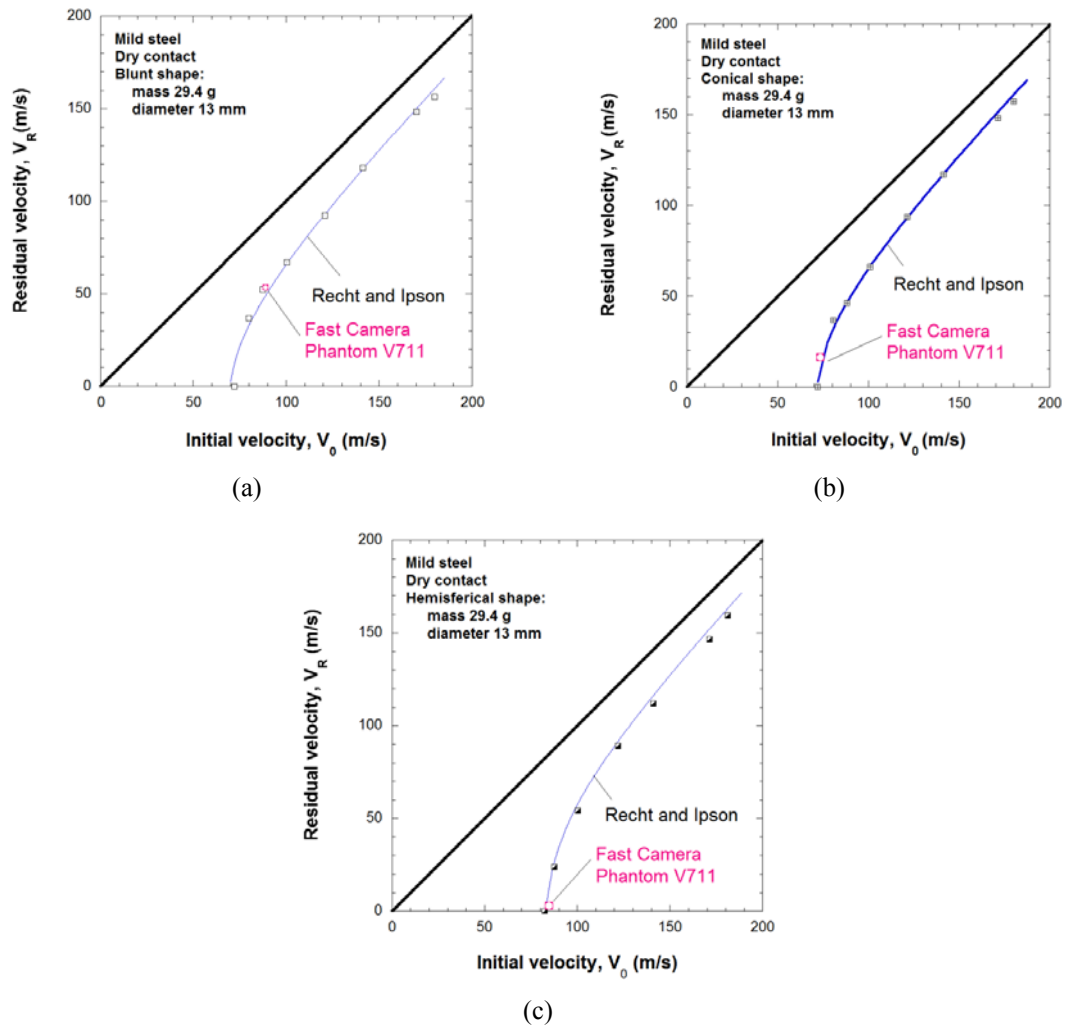 200
150
100
50
0
Residual velocity, V_R (m/s)
Mild steel
Dry contact
Blunt shape:
mass 29.4 g
diameter 13 mm
Recht and Ipson
Fast Camera
Phantom V711
0 50 100 150 200
Initial velocity, V_0 (m/s)
(a)
200
150
100
50
0
Residual velocity, V_R (m/s)
Mild steel
Dry contact
Conical shape:
mass 29.4 g
diameter 13 mm
Recht and Ipson
Fast Camera
Phantom V711
0 50 100 150 200
Initial velocity, V_0 (m/s)
(b)
200
150
100
50
0
Residual velocity, V_R (m/s)
Mild steel
Dry contact
Hemisferical shape:
mass 29.4 g
diameter 13 mm
Recht and Ipson
Fast Camera
Phantom V711
0 50 100 150 200
Initial velocity, V_0 (m/s)
(c)